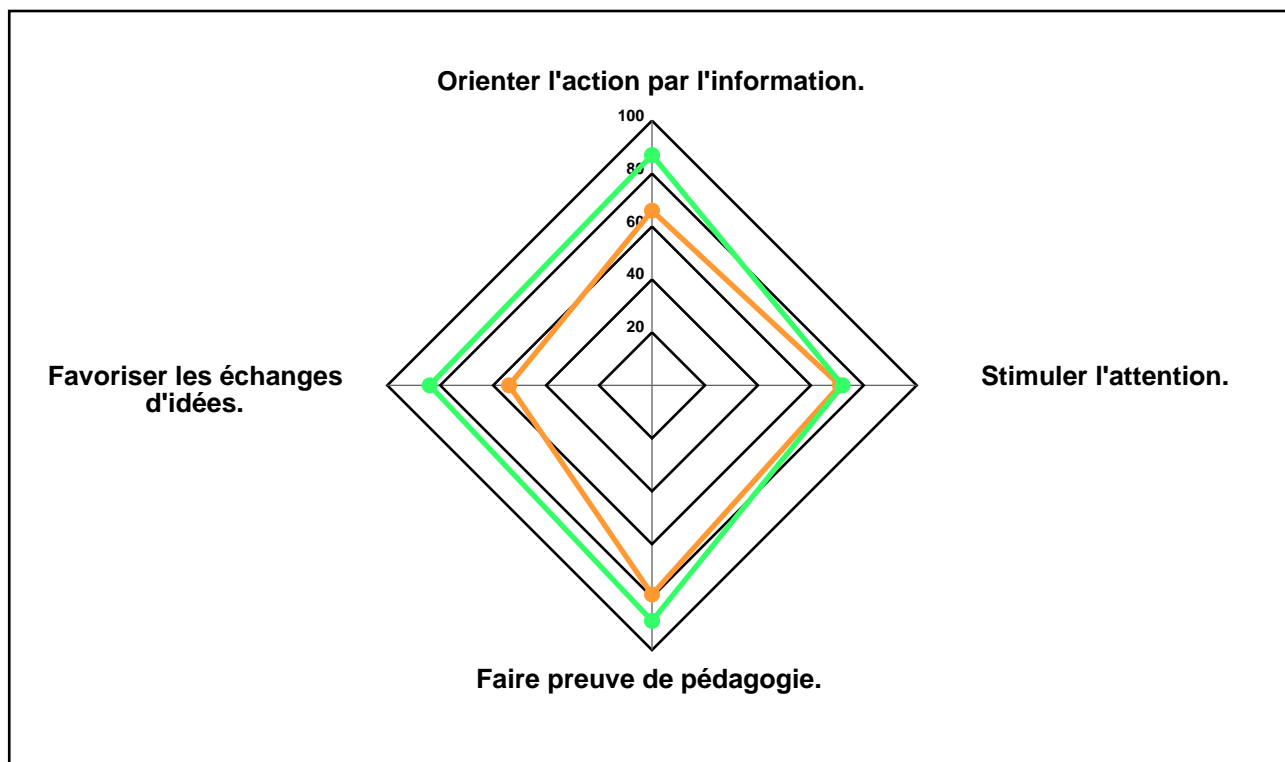 Orienter l'action par l'information.
100
80
60
40
20
Favoriser les échanges
d'idées.
Stimuler l'attention.
Faire preuve de pédagogie.